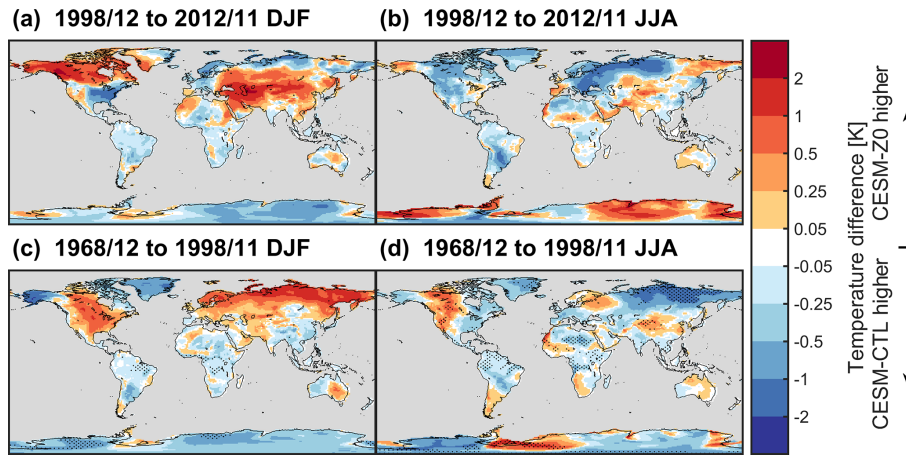 (a) 1998/12 to 2012/11 DJF
(b) 1998/12 to 2012/11 JJA
(c) 1968/12 to 1998/11 DJF
(d) 1968/12 to 1998/11 JJA
2
1
0.5
0.25
0.05
-0.05
-0.25
-0.5
-1
-2
Temperature difference [K]
CESM-CTL higher CESM-Z0 higher